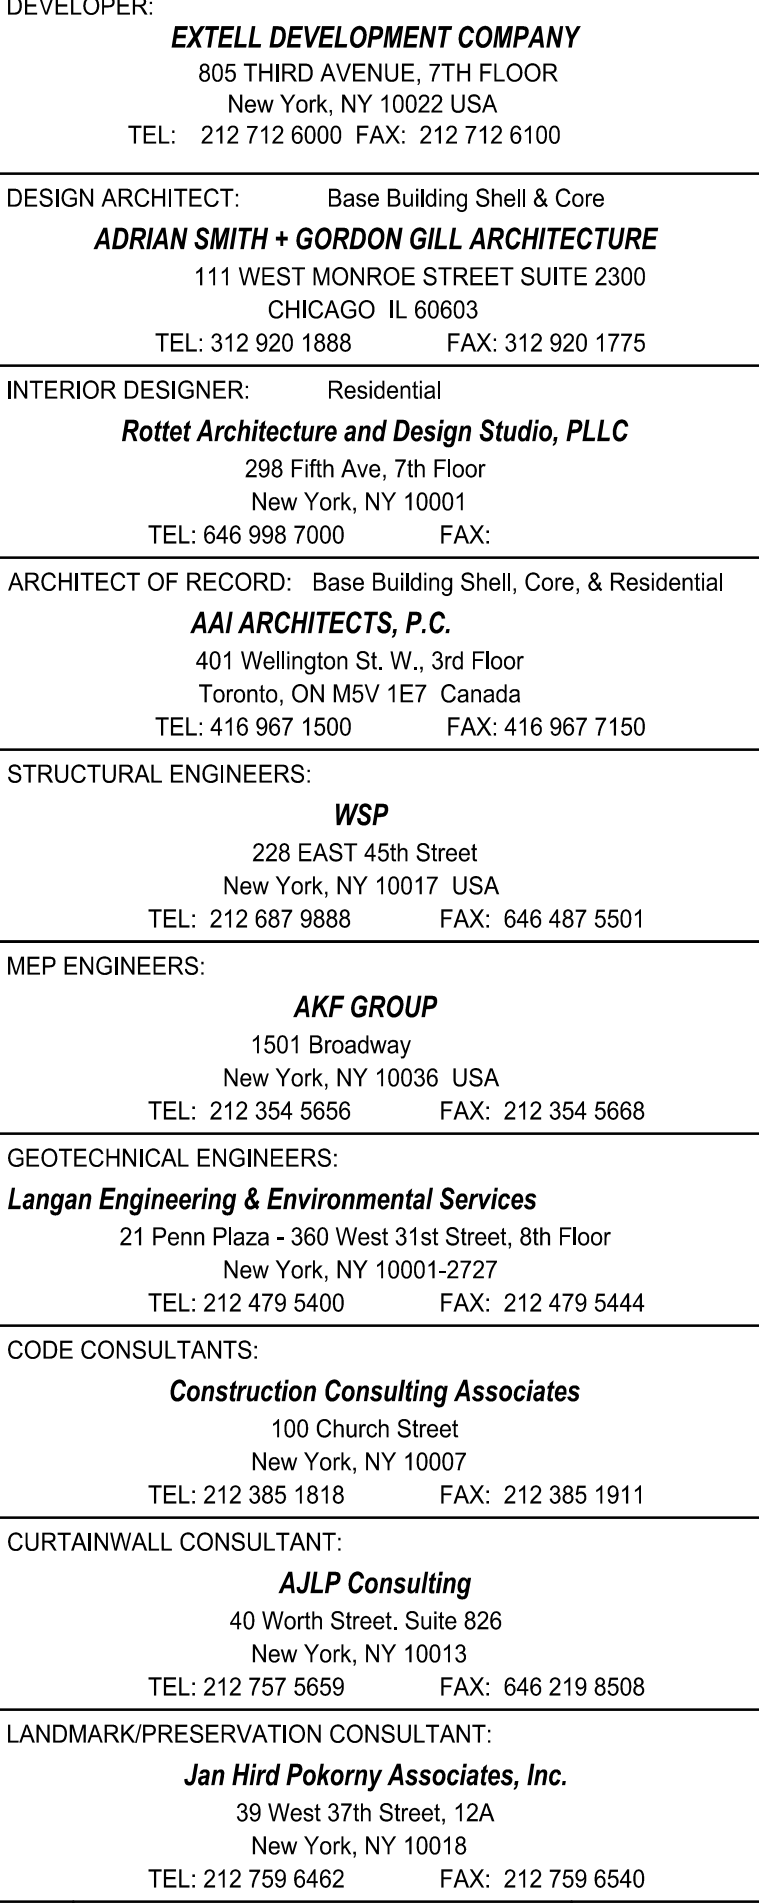 DEVELOPER:
EXTELL DEVELOPMENT COMPANY
805 THIRD AVENUE, 7TH FLOOR
New York, NY 10022 USA
TEL: 212 712 6000 FAX: 212 712 6100
DESIGN ARCHITECT: Base Building Shell & Core
ADRIAN SMITH + GORDON GILL ARCHITECTURE
111 WEST MONROE STREET SUITE 2300
CHICAGO IL 60603
TEL: 312 920 1888 FAX: 312 920 1775
INTERIOR DESIGNER: Residential
Rottet Architecture and Design Studio, PLLC
298 Fifth Ave, 7th Floor
New York, NY 10001
TEL: 646 998 7000 FAX:
ARCHITECT OF RECORD: Base Building Shell, Core, & Residential
AAI ARCHITECTS, P.C.
401 Wellington St. W., 3rd Floor
Toronto, ON M5V 1E7 Canada
TEL: 416 967 1500 FAX: 416 967 7150
STRUCTURAL ENGINEERS:
WSP
228 EAST 45th Street
New York, NY 10017 USA
TEL: 212 687 9888 FAX: 646 487 5501
MEP ENGINEERS:
AKF GROUP
1501 Broadway
New York, NY 10036 USA
TEL: 212 354 5656 FAX: 212 354 5668
GEOTECHNICAL ENGINEERS:
Langan Engineering & Environmental Services
21 Penn Plaza - 360 West 31st Street, 8th Floor
New York, NY 10001-2727
TEL: 212 479 5400 FAX: 212 479 5444
CODE CONSULTANTS:
Construction Consulting Associates
100 Church Street
New York, NY 10007
TEL: 212 385 1818 FAX: 212 385 1911
CURTAINWALL CONSULTANT:
AJLP Consulting
40 Worth Street. Suite 826
New York, NY 10013
TEL: 212 757 5659 FAX: 646 219 8508
LANDMARK/PRESERVATION CONSULTANT:
Jan Hird Pokorny Associates, Inc.
39 West 37th Street, 12A
New York, NY 10018
TEL: 212 759 6462 FAX: 212 759 6540